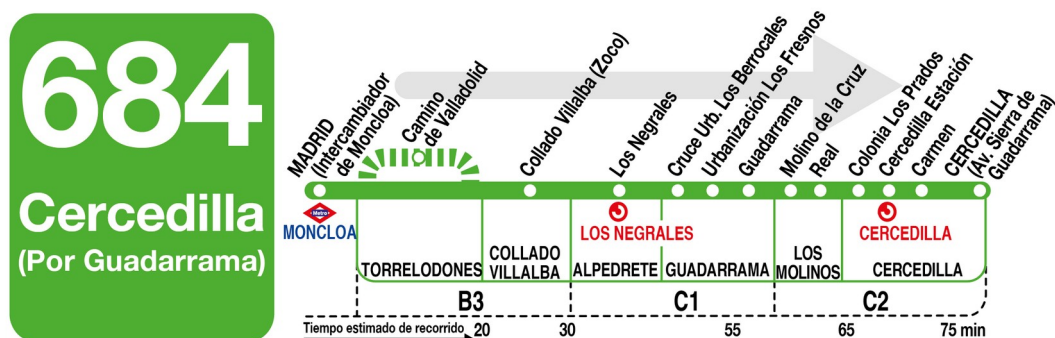 684
Cercedilla
(Por Guadarrama)
MADRID
(Intercambiador
de Moncloa)
Camino
de Valladolid
Collado Villalba (Zoco)
Los Negrales
Cruce Urb. Los Berrocales
Urbanización Los Fresnos
Guadarrama
Molino de la Cruz
Real
Colonia Los Prados
Cercedilla Estación
Carmen
CERCEDILLA
(Av. Sierra de
Guadarrama)
Metro
MONCLOA
LOS NEGRALES
CERCEDILLA
TORRELODONES
COLLADO
VILLALBA
ALPEDRETE
GUADARRAMA
LOS
MOLINOS
CERCEDILLA
B3
C1
C2
Tiempo estimado de recorrido 20 30 55 65 75 min